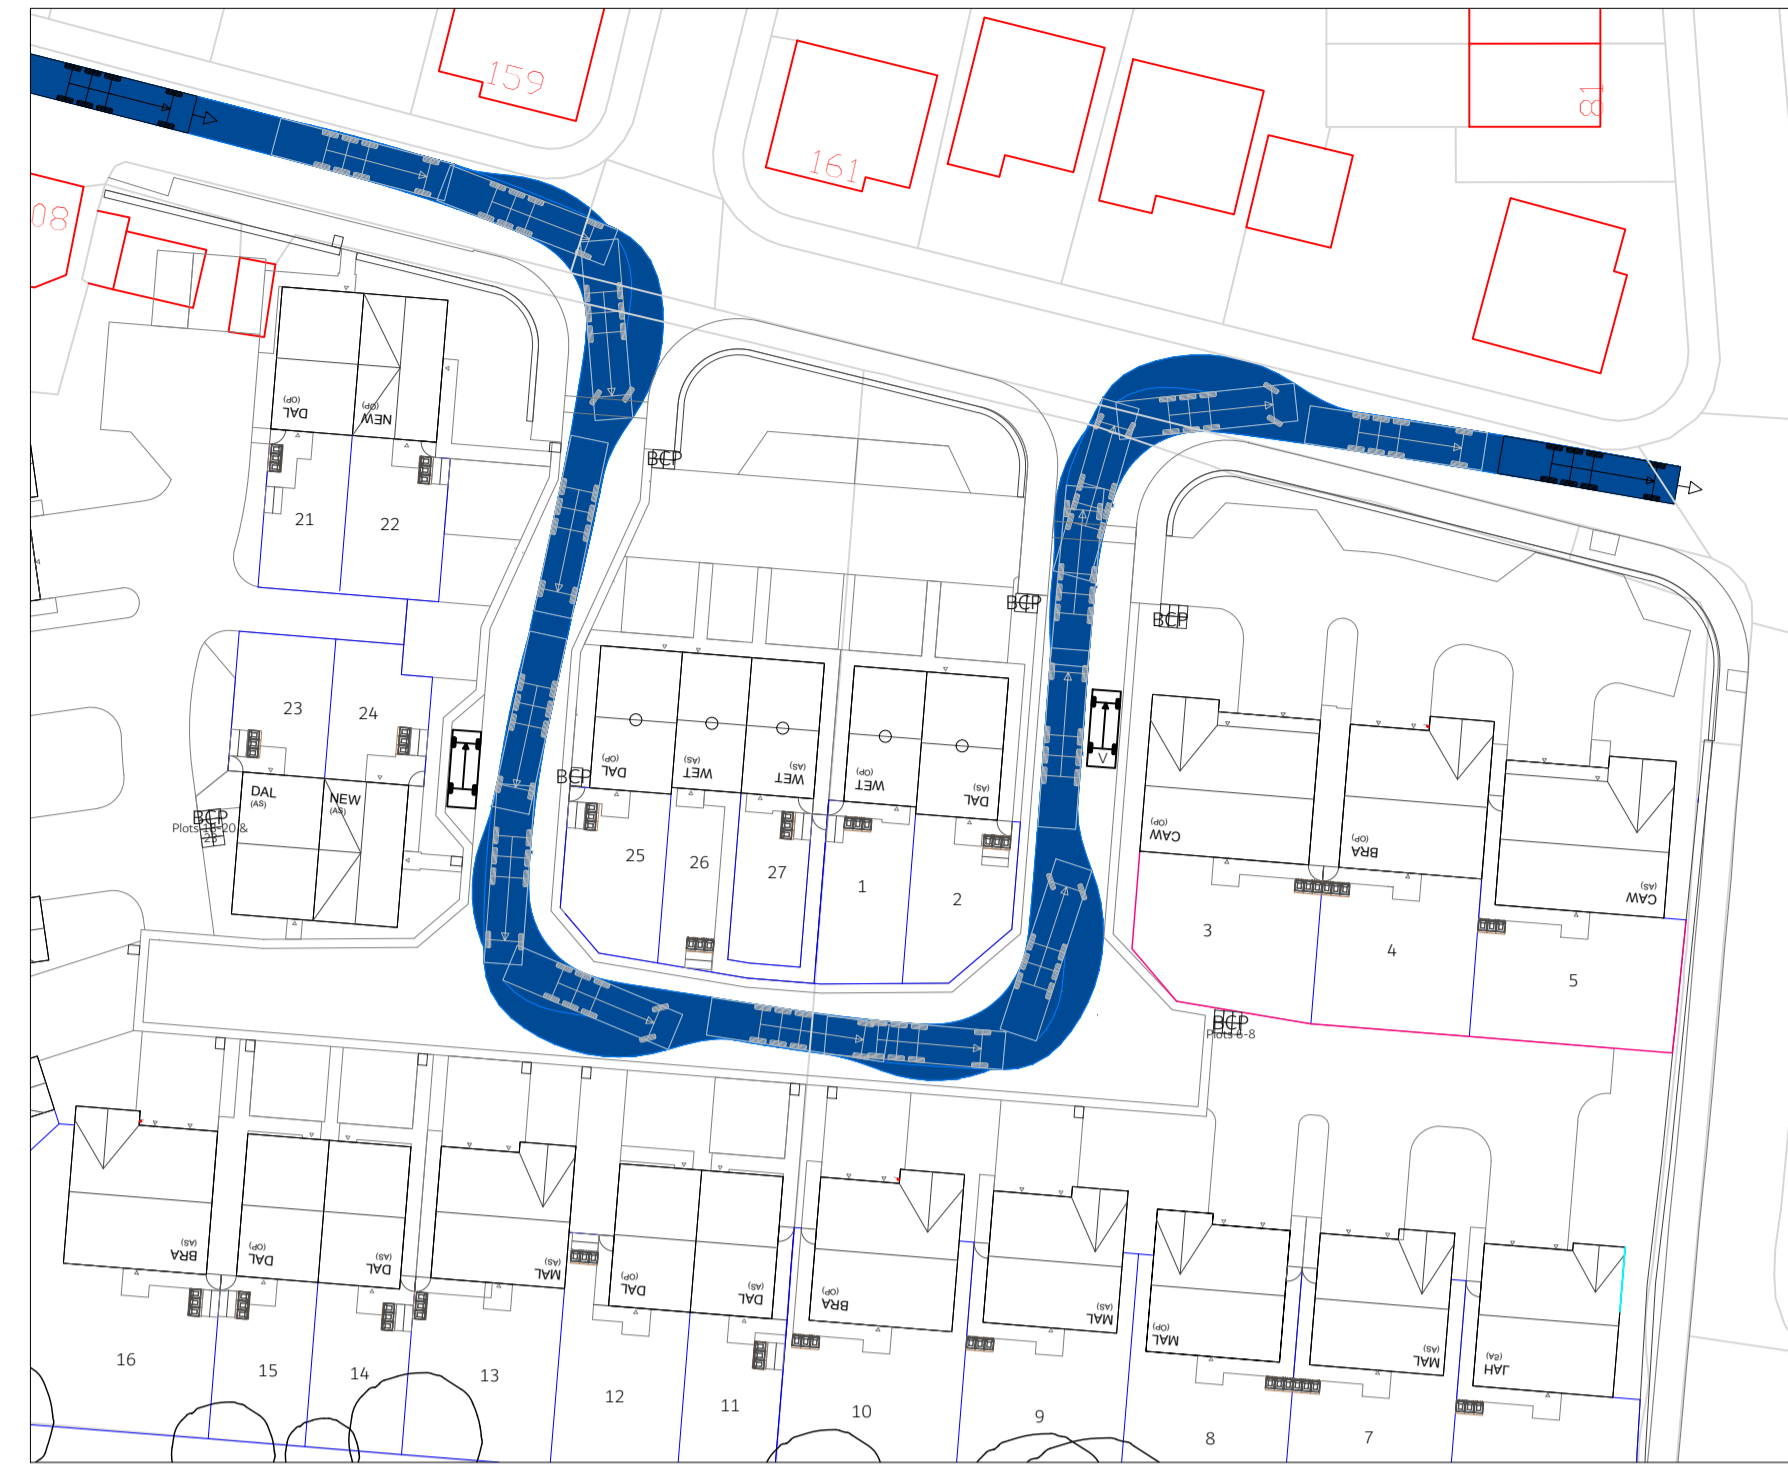 159
161
81
08
DAL
(OP)
NEW
(OP)
BCP
21
22
BCP
BCP
23
24
DAL
(AS)
NEW
(AS)
BCP
Plots 18-20 &
BCP
DAL
(OP)
WET
(AS)
WET
(AS)
WET
(OP)
DAL
(AS)
25
26
27
1
2
CAW
(OP)
BRA
(OP)
CAW
(AS)
3
4
5
BCP
Plots 6-8
BRA
(AS)
DAL
(OP)
DAL
(AS)
MAL
(AS)
DAL
(OP)
DAL
(AS)
BRA
(OP)
MAL
(AS)
MAL
(OP)
MAL
(AS)
JAH
16
15
14
13
12
11
10
9
8
7